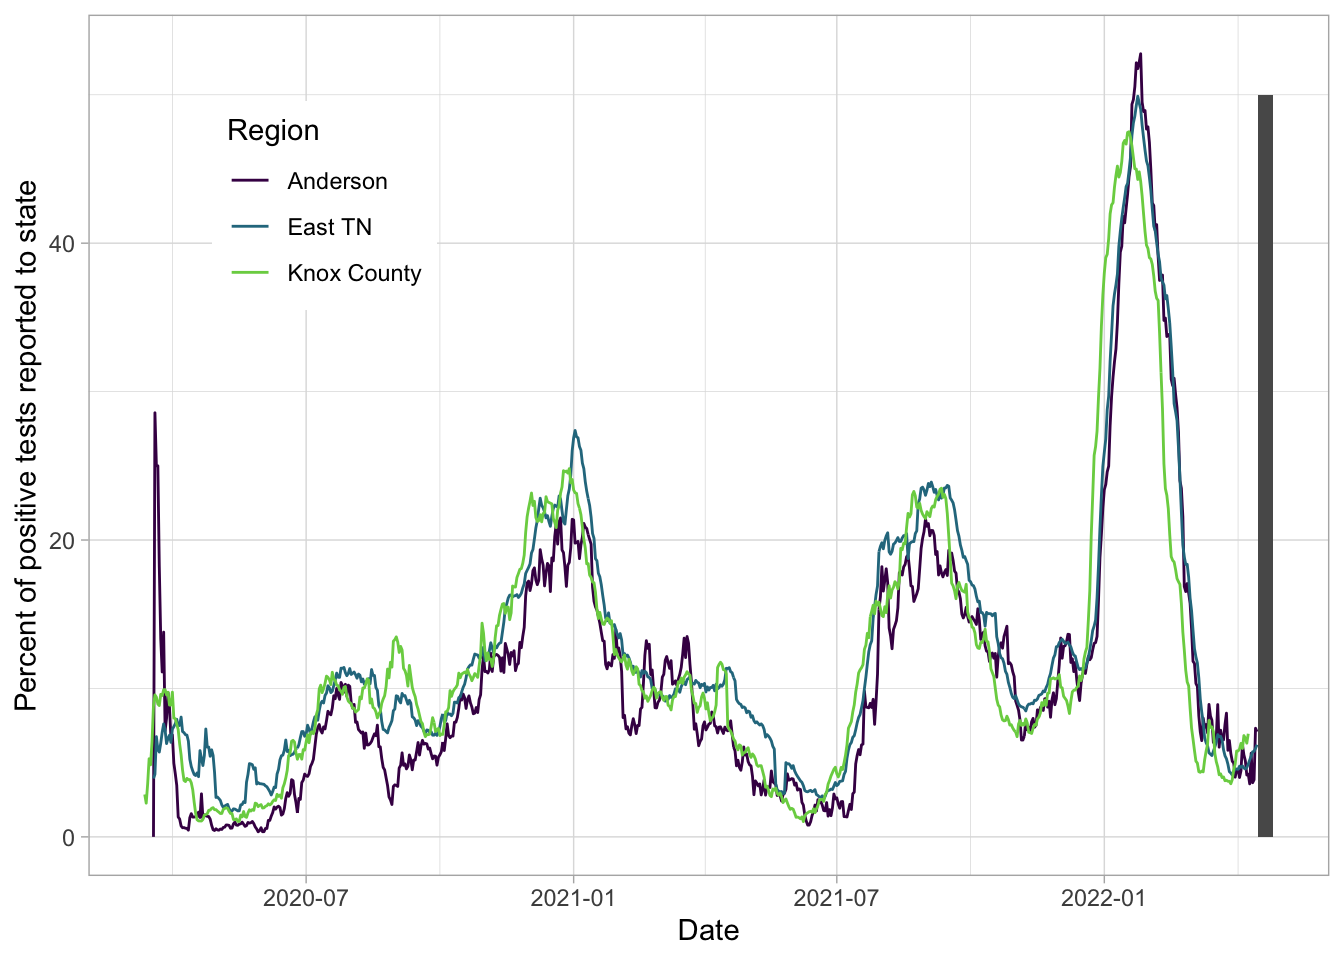 Region
Anderson
East TN
Knox County
Percent of positive tests reported to state
40
20
0
2020-07
2021-01
2021-07
2022-01
Date